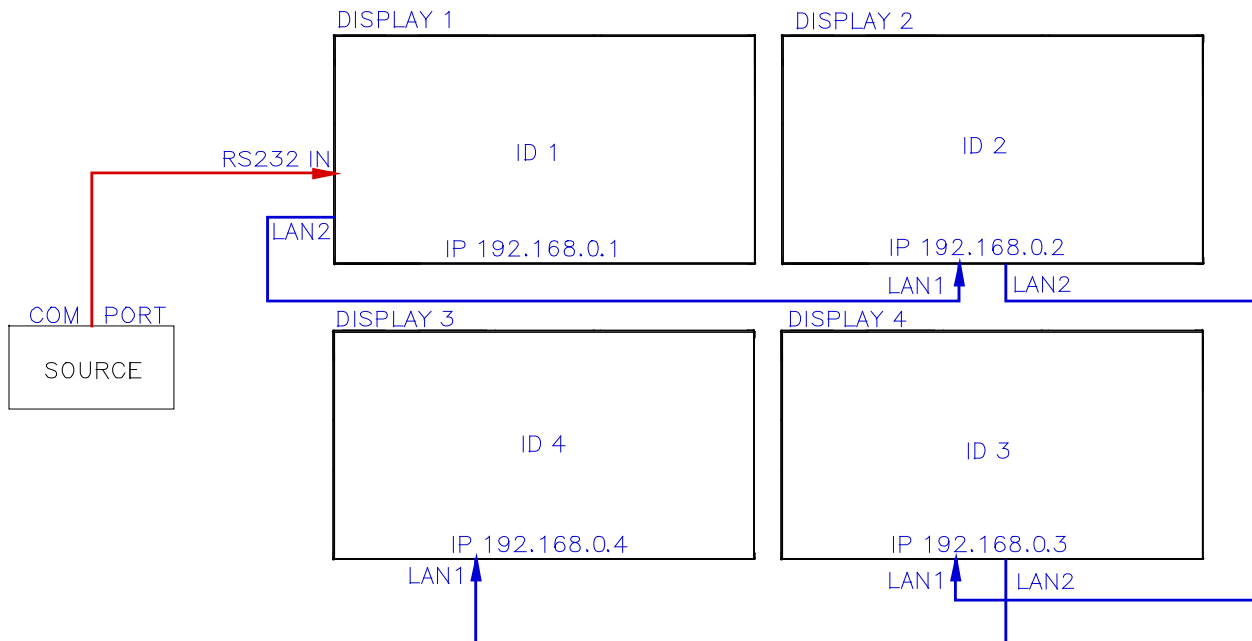 DISPLAY 1
DISPLAY 2
ID 1
ID 2
RS232 IN
LAN2
IP 192.168.0.1
IP 192.168.0.2
LAN1
LAN2
COM PORT
SOURCE
DISPLAY 3
DISPLAY 4
ID 4
ID 3
IP 192.168.0.4
IP 192.168.0.3
LAN1
LAN1
LAN2